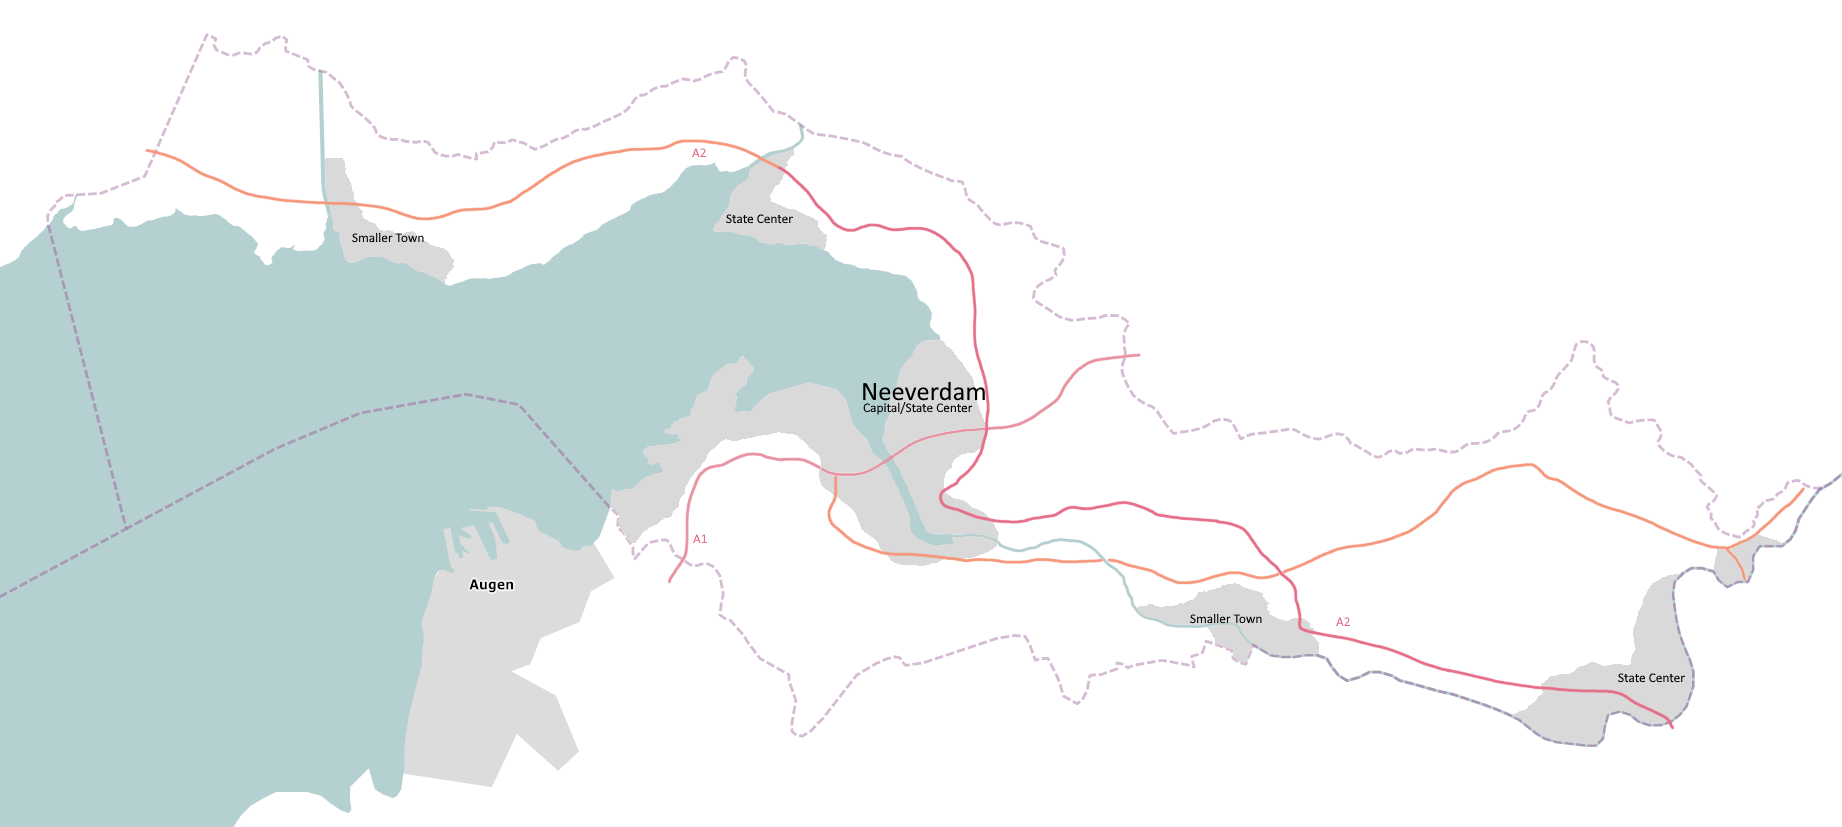 A2
State Center
Smaller Town
Neeverdam
Capital/State Center
A1
Augen
Smaller Town
A2
State Center